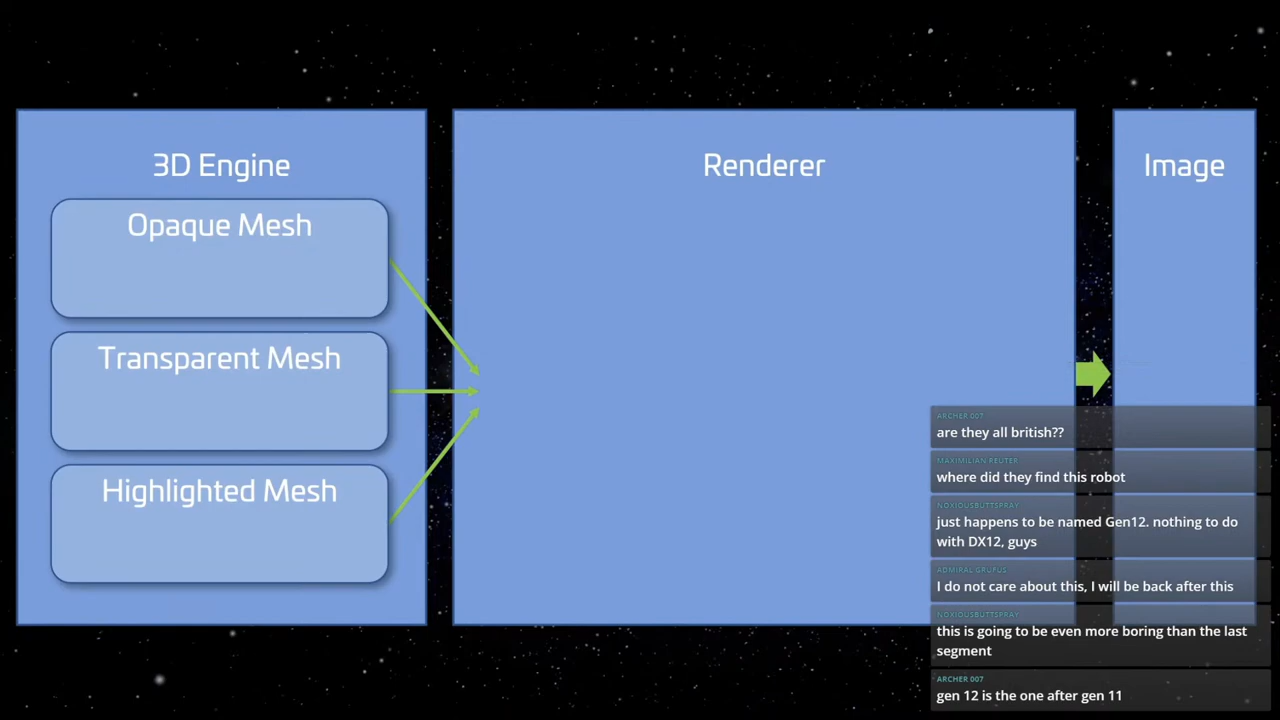 3D Engine
Renderer
Image
Opaque Mesh
Transparent Mesh
Highlighted Mesh
ARCHER 007
are they all british??
MAXIMILIAN REUTER
where did they find this robot
NOXIOUSBUTTSPRAY
just happens to be named Gen12. nothing to do
with DX12, guys
ADMIRAL GRUFUS
I do not care about this, I will be back after this
NOXIOUSBUTTSPRAY
this is going to be even more boring than the last
segment
ARCHER 007
gen 12 is the one after gen 11